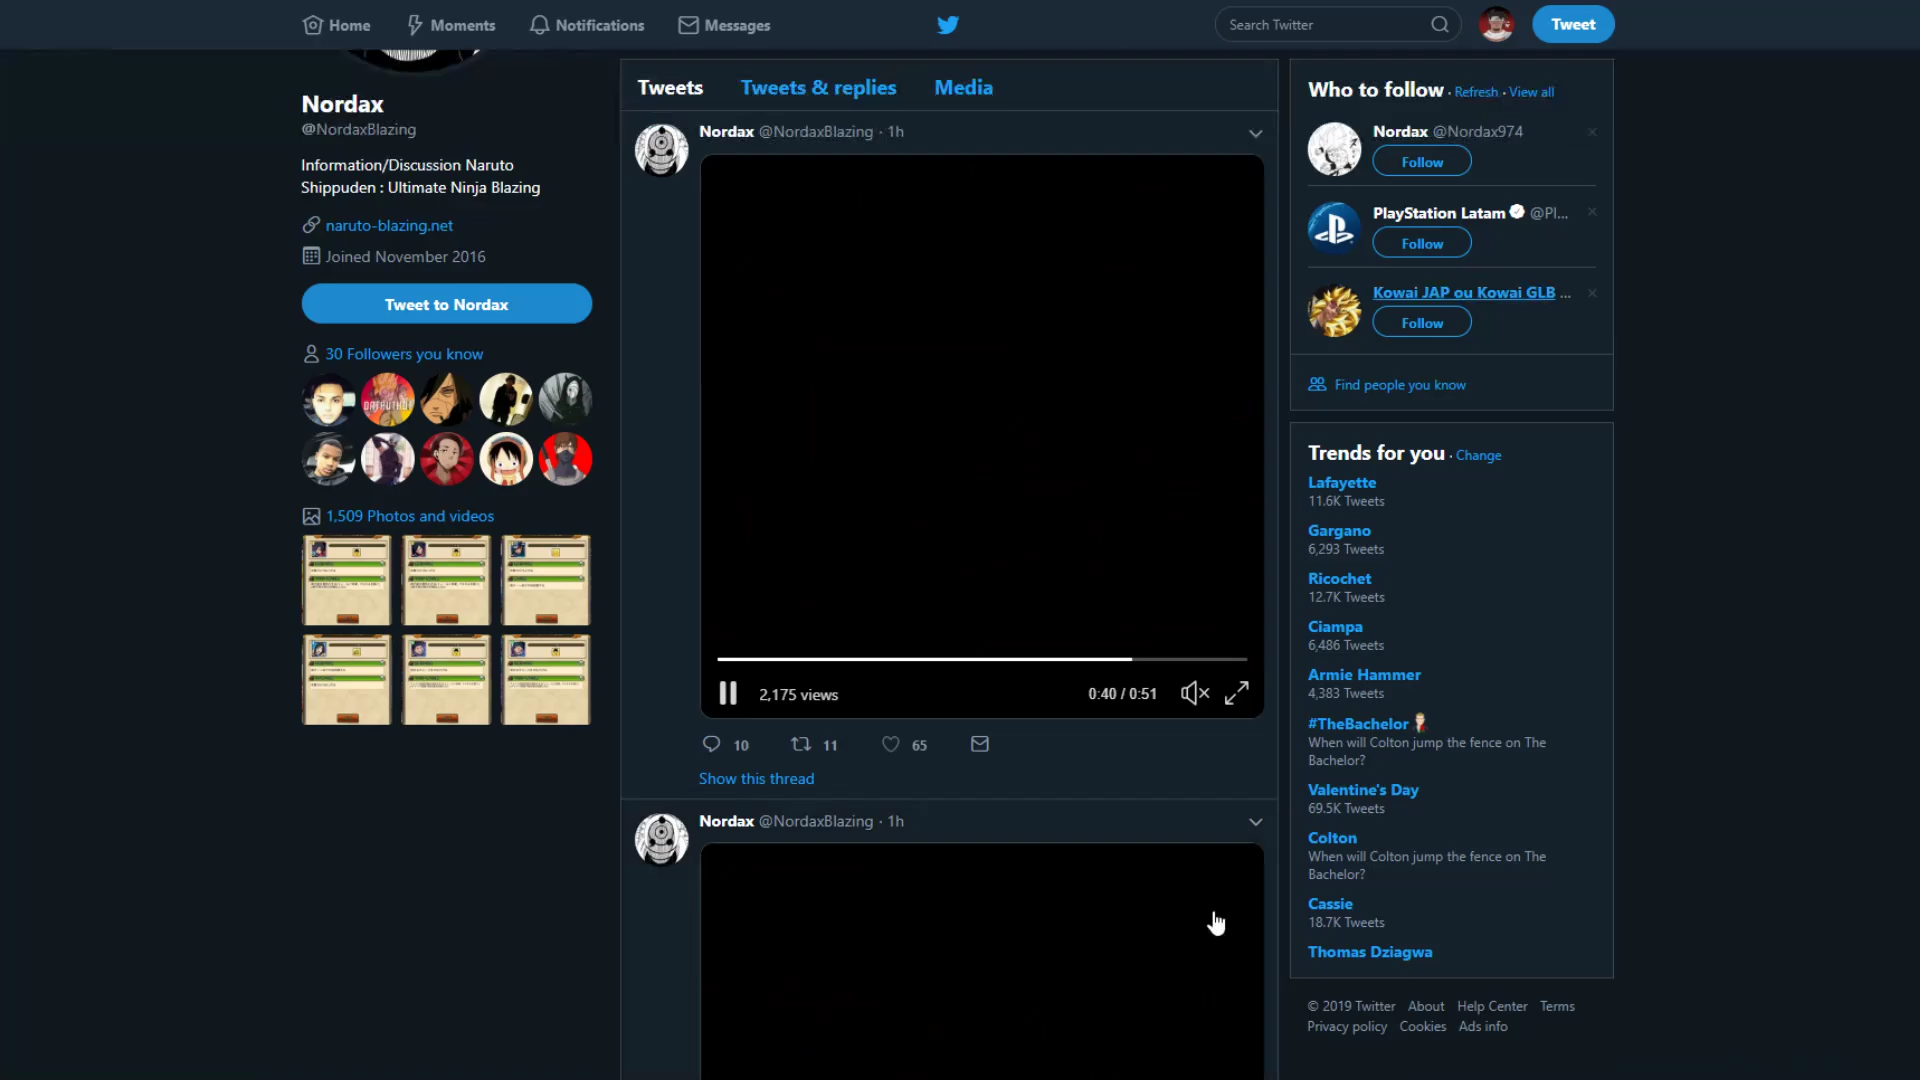 Home
Moments
Notifications
Messages
Search Twitter
Tweet
Nordax
@NordaxBlazing
Information/Discussion Naruto
Shippuden : Ultimate Ninja Blazing
naruto-blazing.net
Joined November 2016
Tweet to Nordax
30 Followers you know
1,509 Photos and videos
Tweets
Tweets & replies
Media
Nordax @NordaxBlazing · 1h
2,175 views
0:40 / 0:51
10
11
65
Show this thread
Nordax @NordaxBlazing · 1h
Who to follow · Refresh · View all
Nordax @Nordax974
Follow
PlayStation Latam @Pl...
Follow
Kowai JAP ou Kowai GLB ...
Follow
Find people you know
Trends for you · Change
Lafayette
11.6K Tweets
Gargano
6,293 Tweets
Ricochet
12.7K Tweets
Ciampa
6,486 Tweets
Armie Hammer
4,383 Tweets
#TheBachelor
When will Colton jump the fence on The
Bachelor?
Valentine's Day
69.5K Tweets
Colton
When will Colton jump the fence on The
Bachelor?
Cassie
18.7K Tweets
Thomas Dziagwa
© 2019 Twitter About Help Center Terms
Privacy policy Cookies Ads info